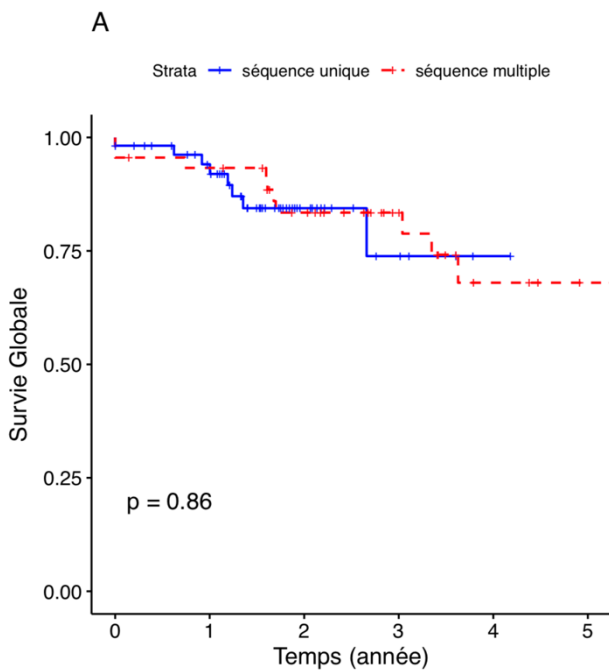 A
Strata séquence unique séquence multiple
1.00
0.75
0.50
0.25
0.00
Survie Globale
p = 0.86
0 1 2 3 4 5
Temps (année)